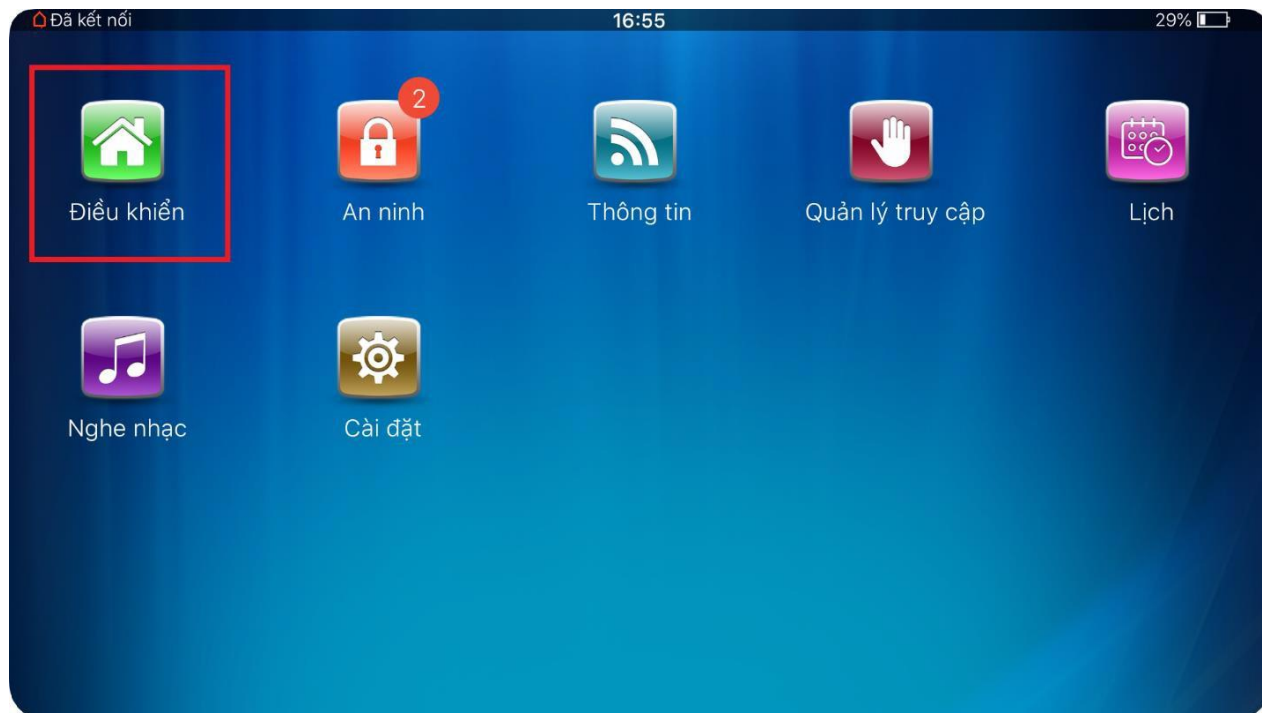 Đã kết nối 16:55 29%
2
Điều khiển An ninh Thông tin Quản lý truy cập Lịch
Nghe nhạc Cài đặt